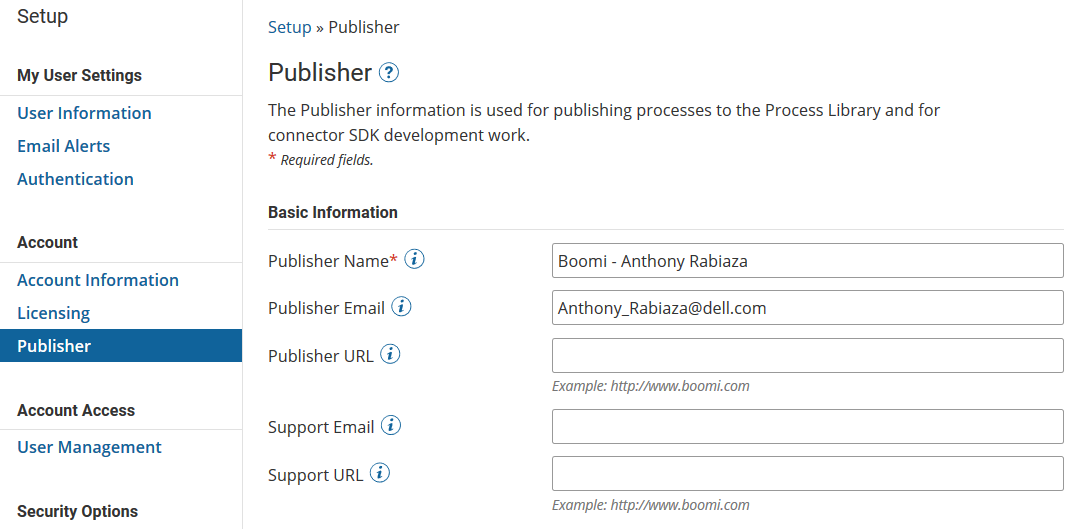 Setup
My User Settings
User Information
Email Alerts
Authentication
Account
Account Information
Licensing
Publisher
Account Access
User Management
Security Options
Setup » Publisher
Publisher ?
The Publisher information is used for publishing processes to the Process Library and for
connector SDK development work.
* Required fields.
Basic Information
Publisher Name* i Boomi - Anthony Rabiaza
Publisher Email i Anthony_Rabiaza@dell.com
Publisher URL i
Example: http://www.boomi.com
Support Email i
Support URL i
Example: http://www.boomi.com